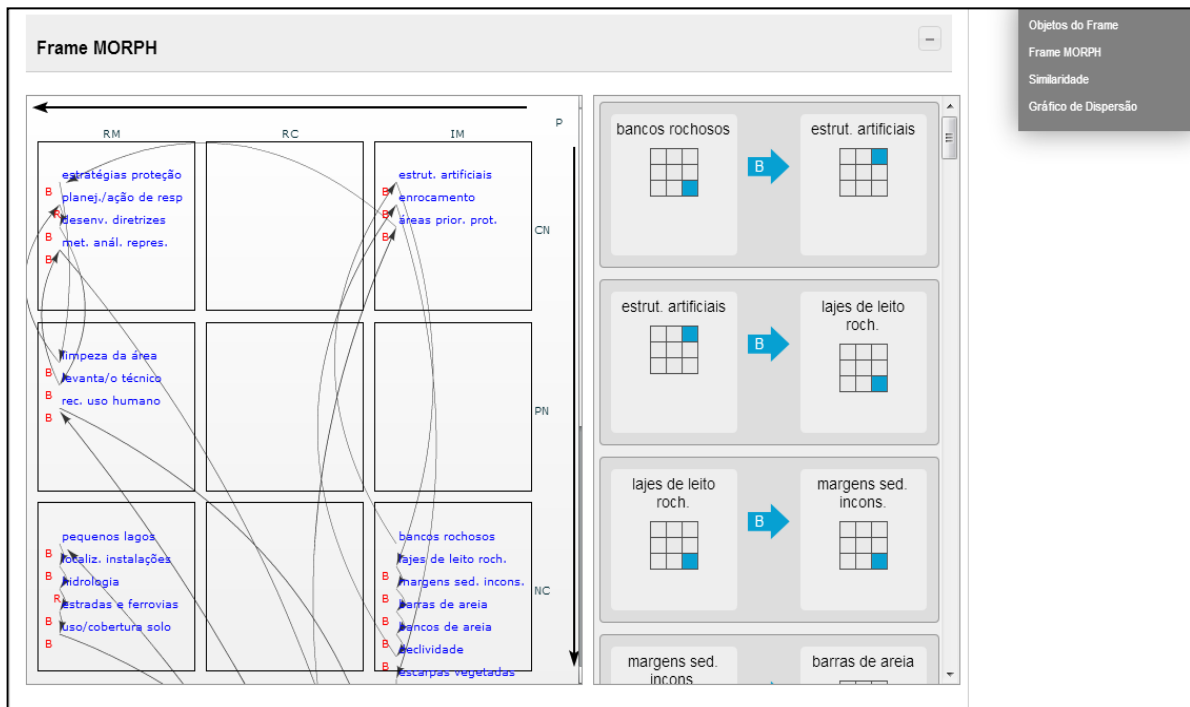 Frame MORPH
−
Objetos do Frame
Frame MORPH
Similaridade
Gráfico de Dispersão
RM
RC
IM
P
estratégias proteção
B
planej./ação de resp
R
desenv. diretrizes
B
met. anál. repres.
B
estrut. artificiais
B
enrocamento
B
áreas prior. prot.
B
CN
limpeza da área
B
levanta/o técnico
B
rec. uso humano
B
PN
pequenos lagos
B
localiz. instalações
B
hidrologia
R
estradas e ferrovias
B
uso/cobertura solo
B
bancos rochosos
lajes de leito roch.
B
margens sed. incons.
B
barras de areia
B
bancos de areia
B
declividade
B
escarpas vegetadas
NC
bancos rochosos
B
estrut. artificiais
estrut. artificiais
B
lajes de leito
roch.
lajes de leito
roch.
B
margens sed.
incons.
margens sed.
incons.
barras de areia